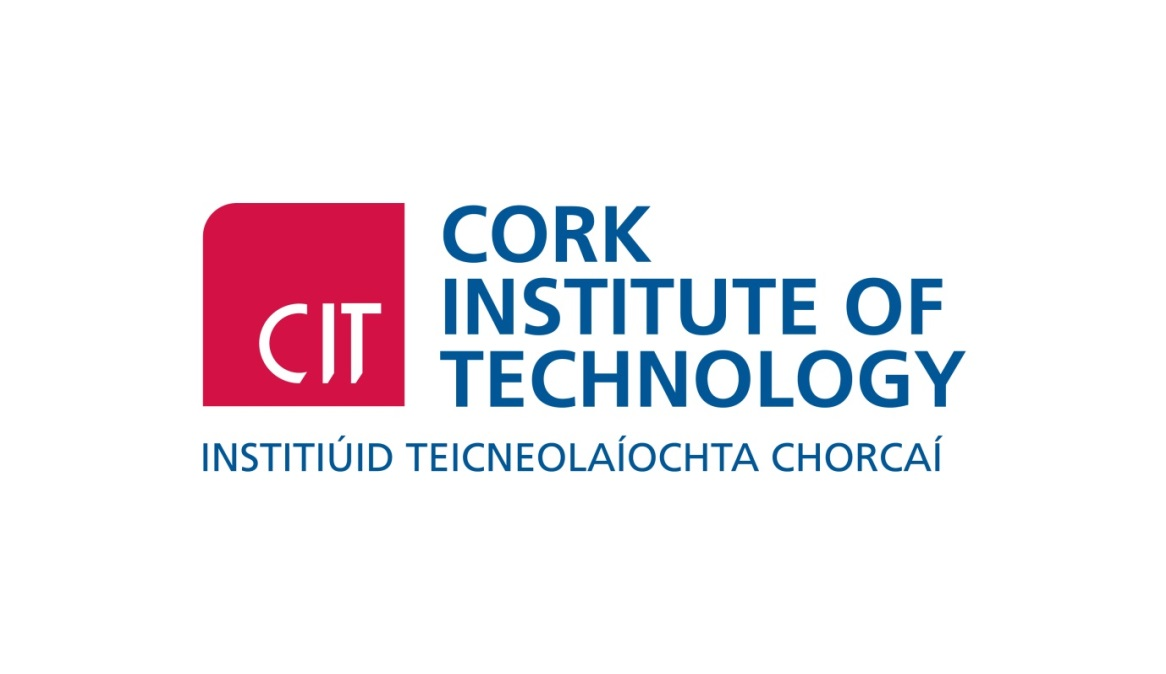 CIT
CORK
INSTITUTE OF
TECHNOLOGY
INSTITIÚID TEICNEOLAÍOCHTA CHORCAÍ